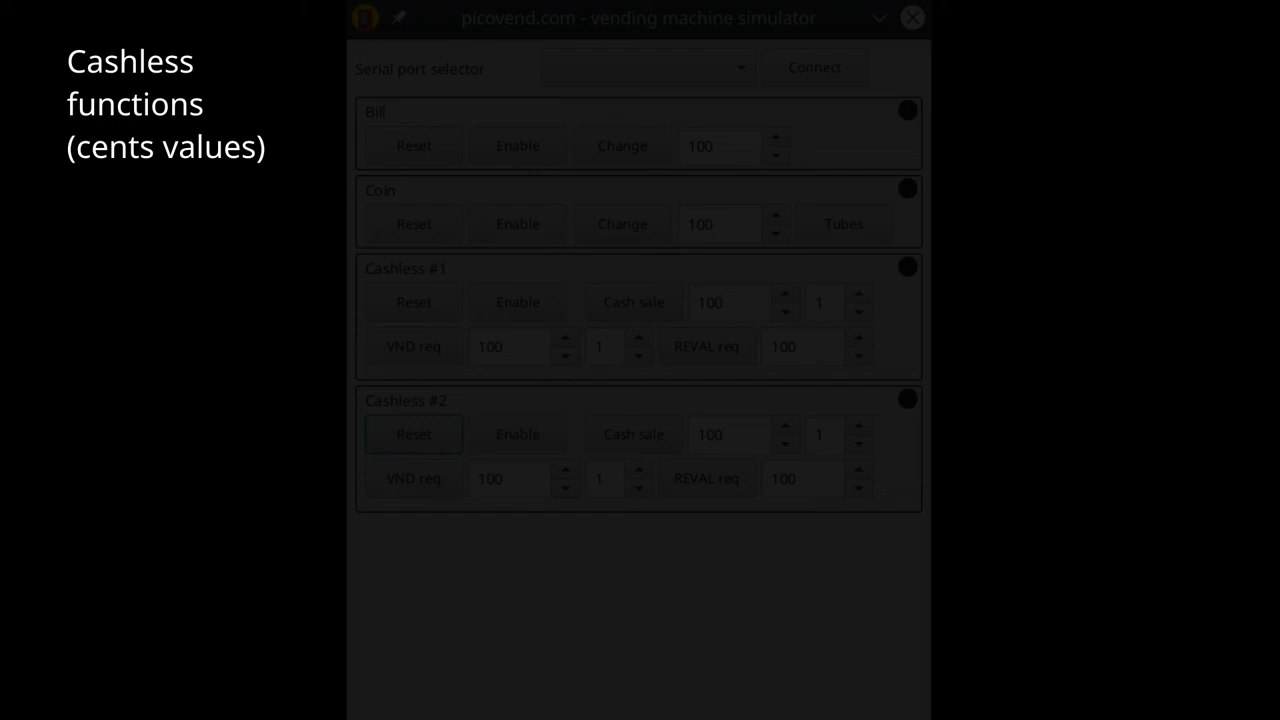 Cashless
functions
(cents values)
picovend.com - vending machine simulator
Serial port selector Connect
Bill
Reset Enable Change 100
Coin
Reset Enable Change 100 Tubes
Cashless #1
Reset Enable Cash sale 100 1
VND req 100 1 REVAL req 100
Cashless #2
Reset Enable Cash sale 100 1
VND req 100 1 REVAL req 100